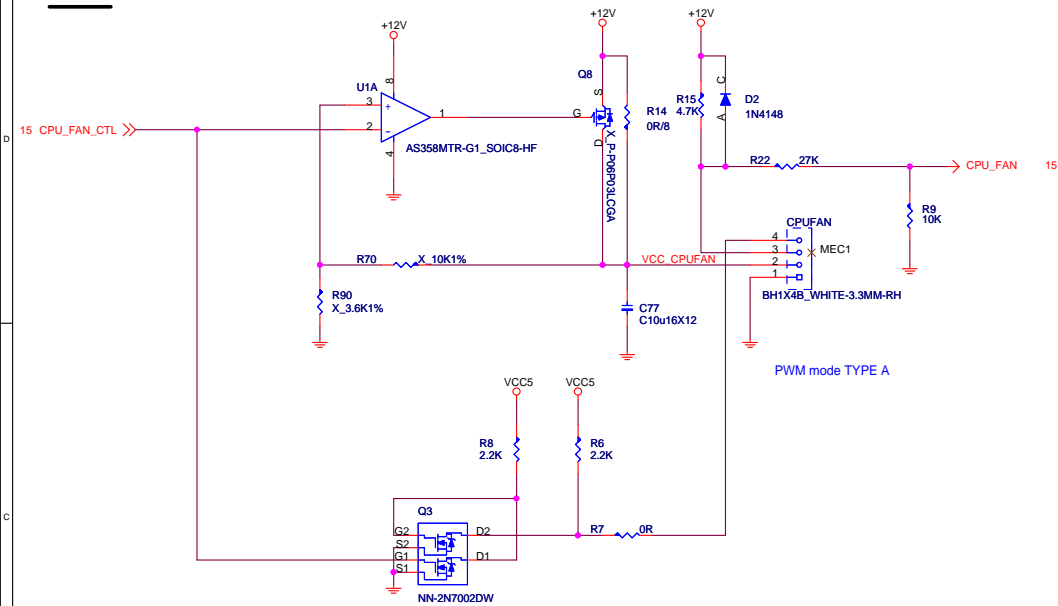 +12V
+12V
+12V
Q8
U1A
8
3
+
1
2
-
4
AS358MTR-G1_SOIC8-HF
15 CPU_FAN_CTL
G
S
D
X_P-P06P03LCGA
R14
0R/8
R15
4.7K
C
A
D2
1N4148
R22 27K
CPU_FAN 15
R9
10K
D
CPUFAN
4
3
2
1
MEC1
BH1X4B_WHITE-3.3MM-RH
R70 X_10K1%
VCC_CPUFAN
R90
X_3.6K1%
C77
C10u16X12
PWM mode TYPE A
VCC5
VCC5
R8
2.2K
R6
2.2K
C
Q3
G2
S2
G1
S1
D2
D1
R7 0R
NN-2N7002DW